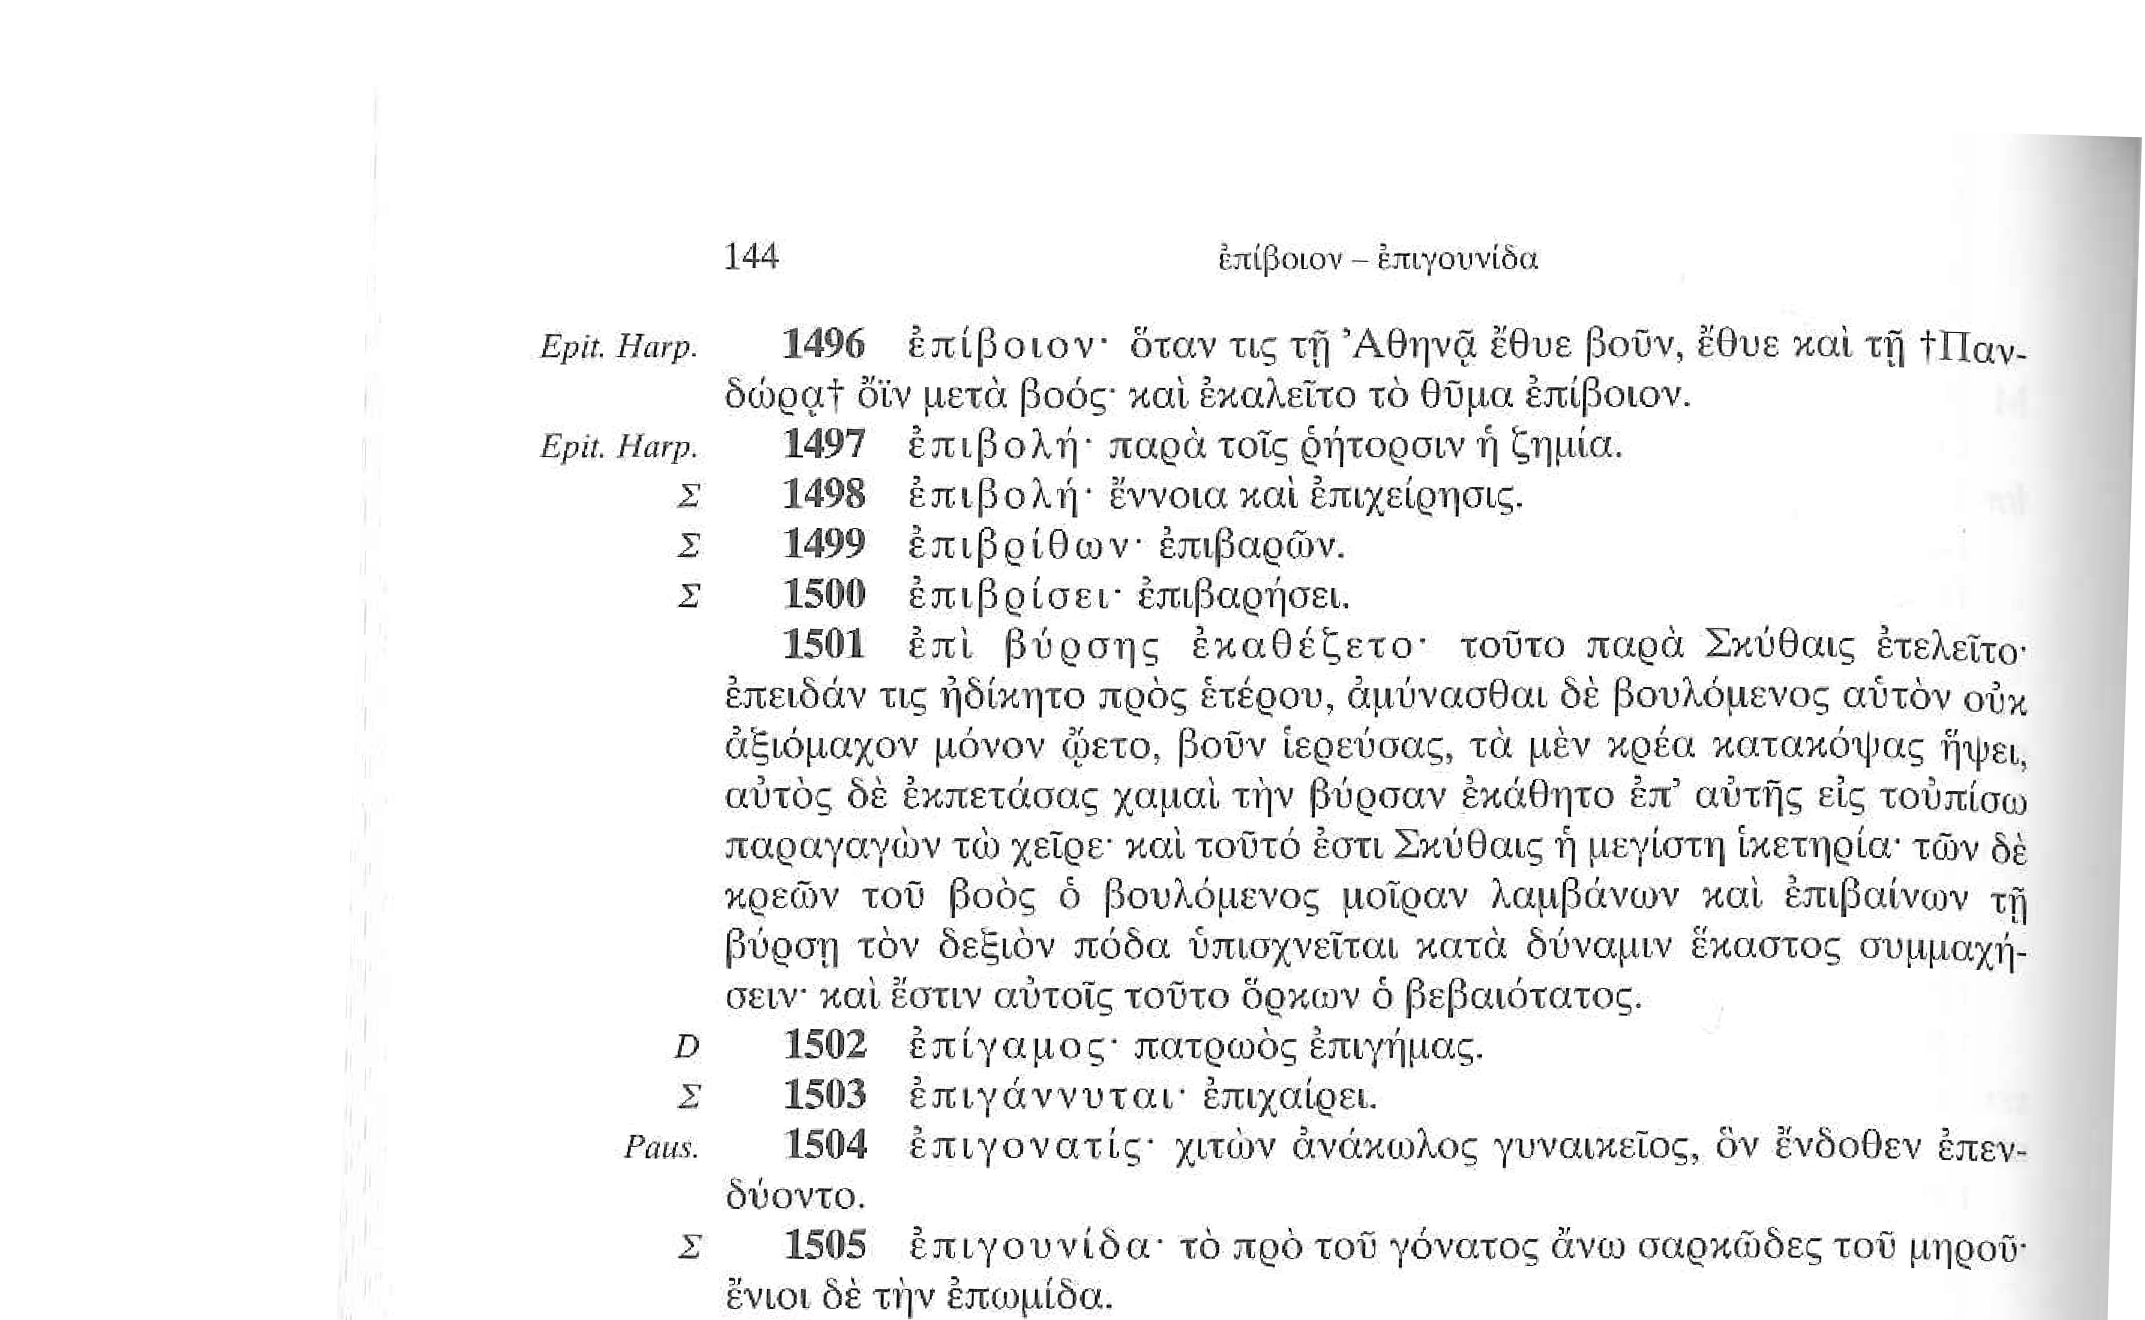 144 ἐπίβοιον – ἐπιγουνίδα
Epit. Harp. 1496 ἐπίβοιον· ὅταν τις τῇ Ἀθηνᾷ ἔθυε βοῦν, ἔθυε καὶ τῇ †Παν-
δώρᾳ† ὄϊν μετὰ βοός· καὶ ἐκαλεῖτο τὸ θῦμα ἐπίβοιον.
Epit. Harp. 1497 ἐπιβολή· παρὰ τοῖς ῥήτορσιν ἡ ζημία.
Σ 1498 ἐπιβολή· ἔννοια καὶ ἐπιχείρησις.
Σ 1499 ἐπιβρίθων· ἐπιβαρῶν.
Σ 1500 ἐπιβρίσει· ἐπιβαρήσει.
1501 ἐπὶ βύρσης ἐκαθέζετο· τοῦτο παρὰ Σκύθαις ἐτελεῖτο·
ἐπειδάν τις ἠδίκητο πρὸς ἑτέρου, ἀμύνασθαι δὲ βουλόμενος αὑτὸν οὐκ
ἀξιόμαχον μόνον ᾤετο, βοῦν ἱερεύσας, τὰ μὲν κρέα κατακόψας ἥψει,
αὐτὸς δὲ ἐκπετάσας χαμαὶ τὴν βύρσαν ἐκάθητο ἐπ’ αὐτῆς εἰς τοὐπίσω
παραγαγὼν τὼ χεῖρε· καὶ τοῦτό ἐστι Σκύθαις ἡ μεγίστη ἱκετηρία· τῶν δὲ
κρεῶν τοῦ βοὸς ὁ βουλόμενος μοῖραν λαμβάνων καὶ ἐπιβαίνων τῇ
βύρσῃ τὸν δεξιὸν πόδα ὑπισχνεῖται κατὰ δύναμιν ἕκαστος συμμαχή-
σειν· καὶ ἔστιν αὐτοῖς τοῦτο ὅρκων ὁ βεβαιότατος.
D 1502 ἐπίγαμος· πατρωὸς ἐπιγήμας.
Σ 1503 ἐπιγάννυται· ἐπιχαίρει.
Paus. 1504 ἐπιγονατίς· χιτὼν ἀνάκωλος γυναικεῖος, ὃν ἔνδοθεν ἐπεν-
δύοντο.
Σ 1505 ἐπιγουνίδα· τὸ πρὸ τοῦ γόνατος ἄνω σαρκῶδες τοῦ μηροῦ·
ἔνιοι δὲ τὴν ἐπωμίδα.